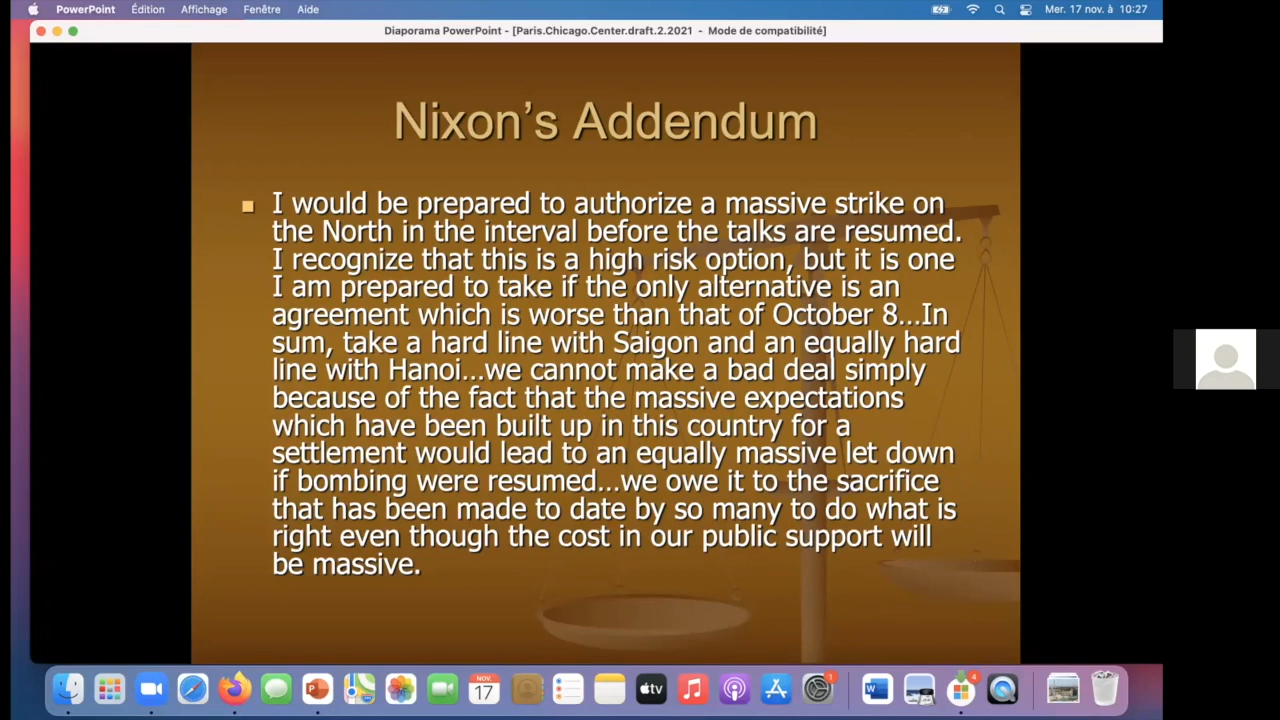 PowerPoint Édition Affichage Fenêtre Aide Mer. 17 nov. à 10:27
Diaporama PowerPoint - [Paris.Chicago.Center.draft.2.2021 - Mode de compatibilité]
Nixon's Addendum
I would be prepared to authorize a massive strike on
the North in the interval before the talks are resumed.
I recognize that this is a high risk option, but it is one
I am prepared to take if the only alternative is an
agreement which is worse than that of October 8…In
sum, take a hard line with Saigon and an equally hard
line with Hanoi…we cannot make a bad deal simply
because of the fact that the massive expectations
which have been built up in this country for a
settlement would lead to an equally massive let down
if bombing were resumed…we owe it to the sacrifice
that has been made to date by so many to do what is
right even though the cost in our public support will
be massive.
NOV.
17
tv
1
4
P
W